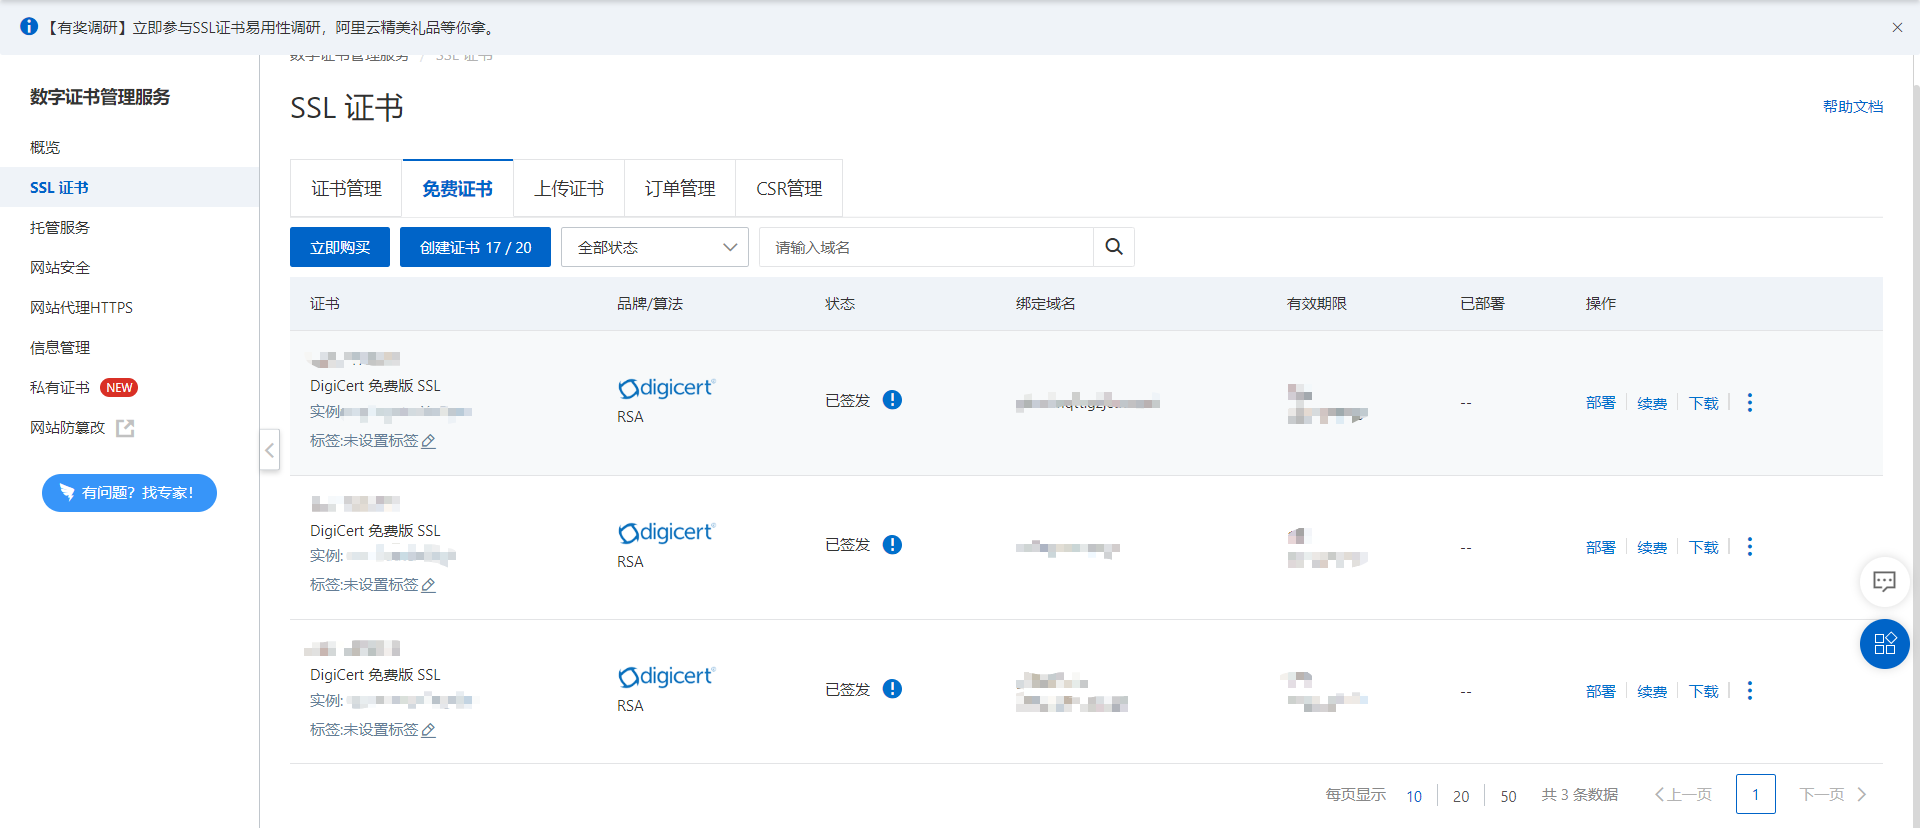 【有奖调研】立即参与SSL证书易用性调研，阿里云精美礼品等你拿。
数字证书管理服务 / SSL 证书
数字证书管理服务
概览
SSL 证书
托管服务
网站安全
网站代理HTTPS
信息管理
私有证书 NEW
网站防篡改
有问题？找专家！
SSL 证书
帮助文档
证书管理 免费证书 上传证书 订单管理 CSR管理
立即购买 创建证书 17 / 20 全部状态 请输入域名
证书 品牌/算法 状态 绑定域名 有效期限 已部署 操作
DigiCert 免费版 SSL
实例
标签:未设置标签
digicert
RSA
已签发
--
部署 续费 下载
DigiCert 免费版 SSL
实例:
标签:未设置标签
digicert
RSA
已签发
--
部署 续费 下载
DigiCert 免费版 SSL
实例:
标签:未设置标签
digicert
RSA
已签发
--
部署 续费 下载
每页显示 10 20 50 共 3 条数据 上一页 1 下一页